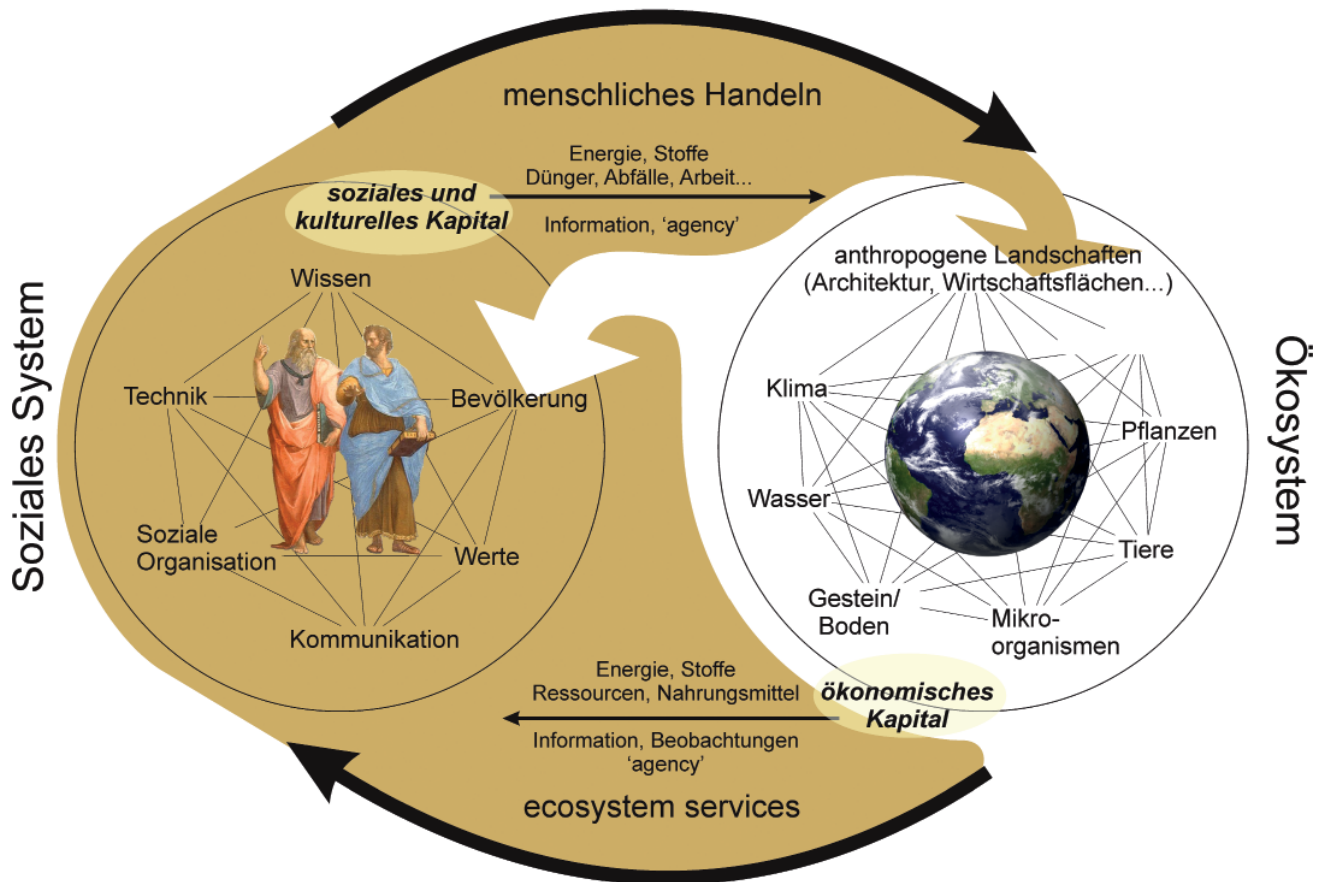 menschliches Handeln
Energie, Stoffe
Dünger, Abfälle, Arbeit...
Information, ‘agency’
soziales und
kulturelles Kapital
Soziales System
Wissen
Technik
Bevölkerung
Soziale
Organisation
Werte
Kommunikation
anthropogene Landschaften
(Architektur, Wirtschaftsflächen...)
Klima
Pflanzen
Wasser
Tiere
Gestein/
Boden
Mikro-
organismen
Ökosystem
ökonomisches
Kapital
Energie, Stoffe
Ressourcen, Nahrungsmittel
Information, Beobachtungen
‘agency’
ecosystem services